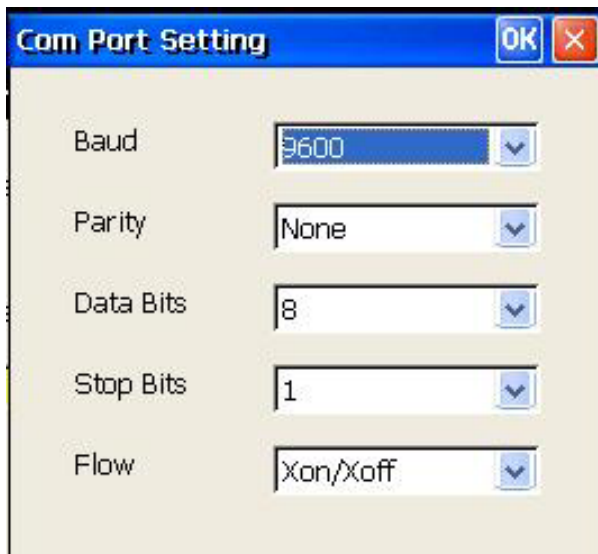 Com Port Setting OK
Baud 9600
Parity None
Data Bits 8
Stop Bits 1
Flow Xon/Xoff